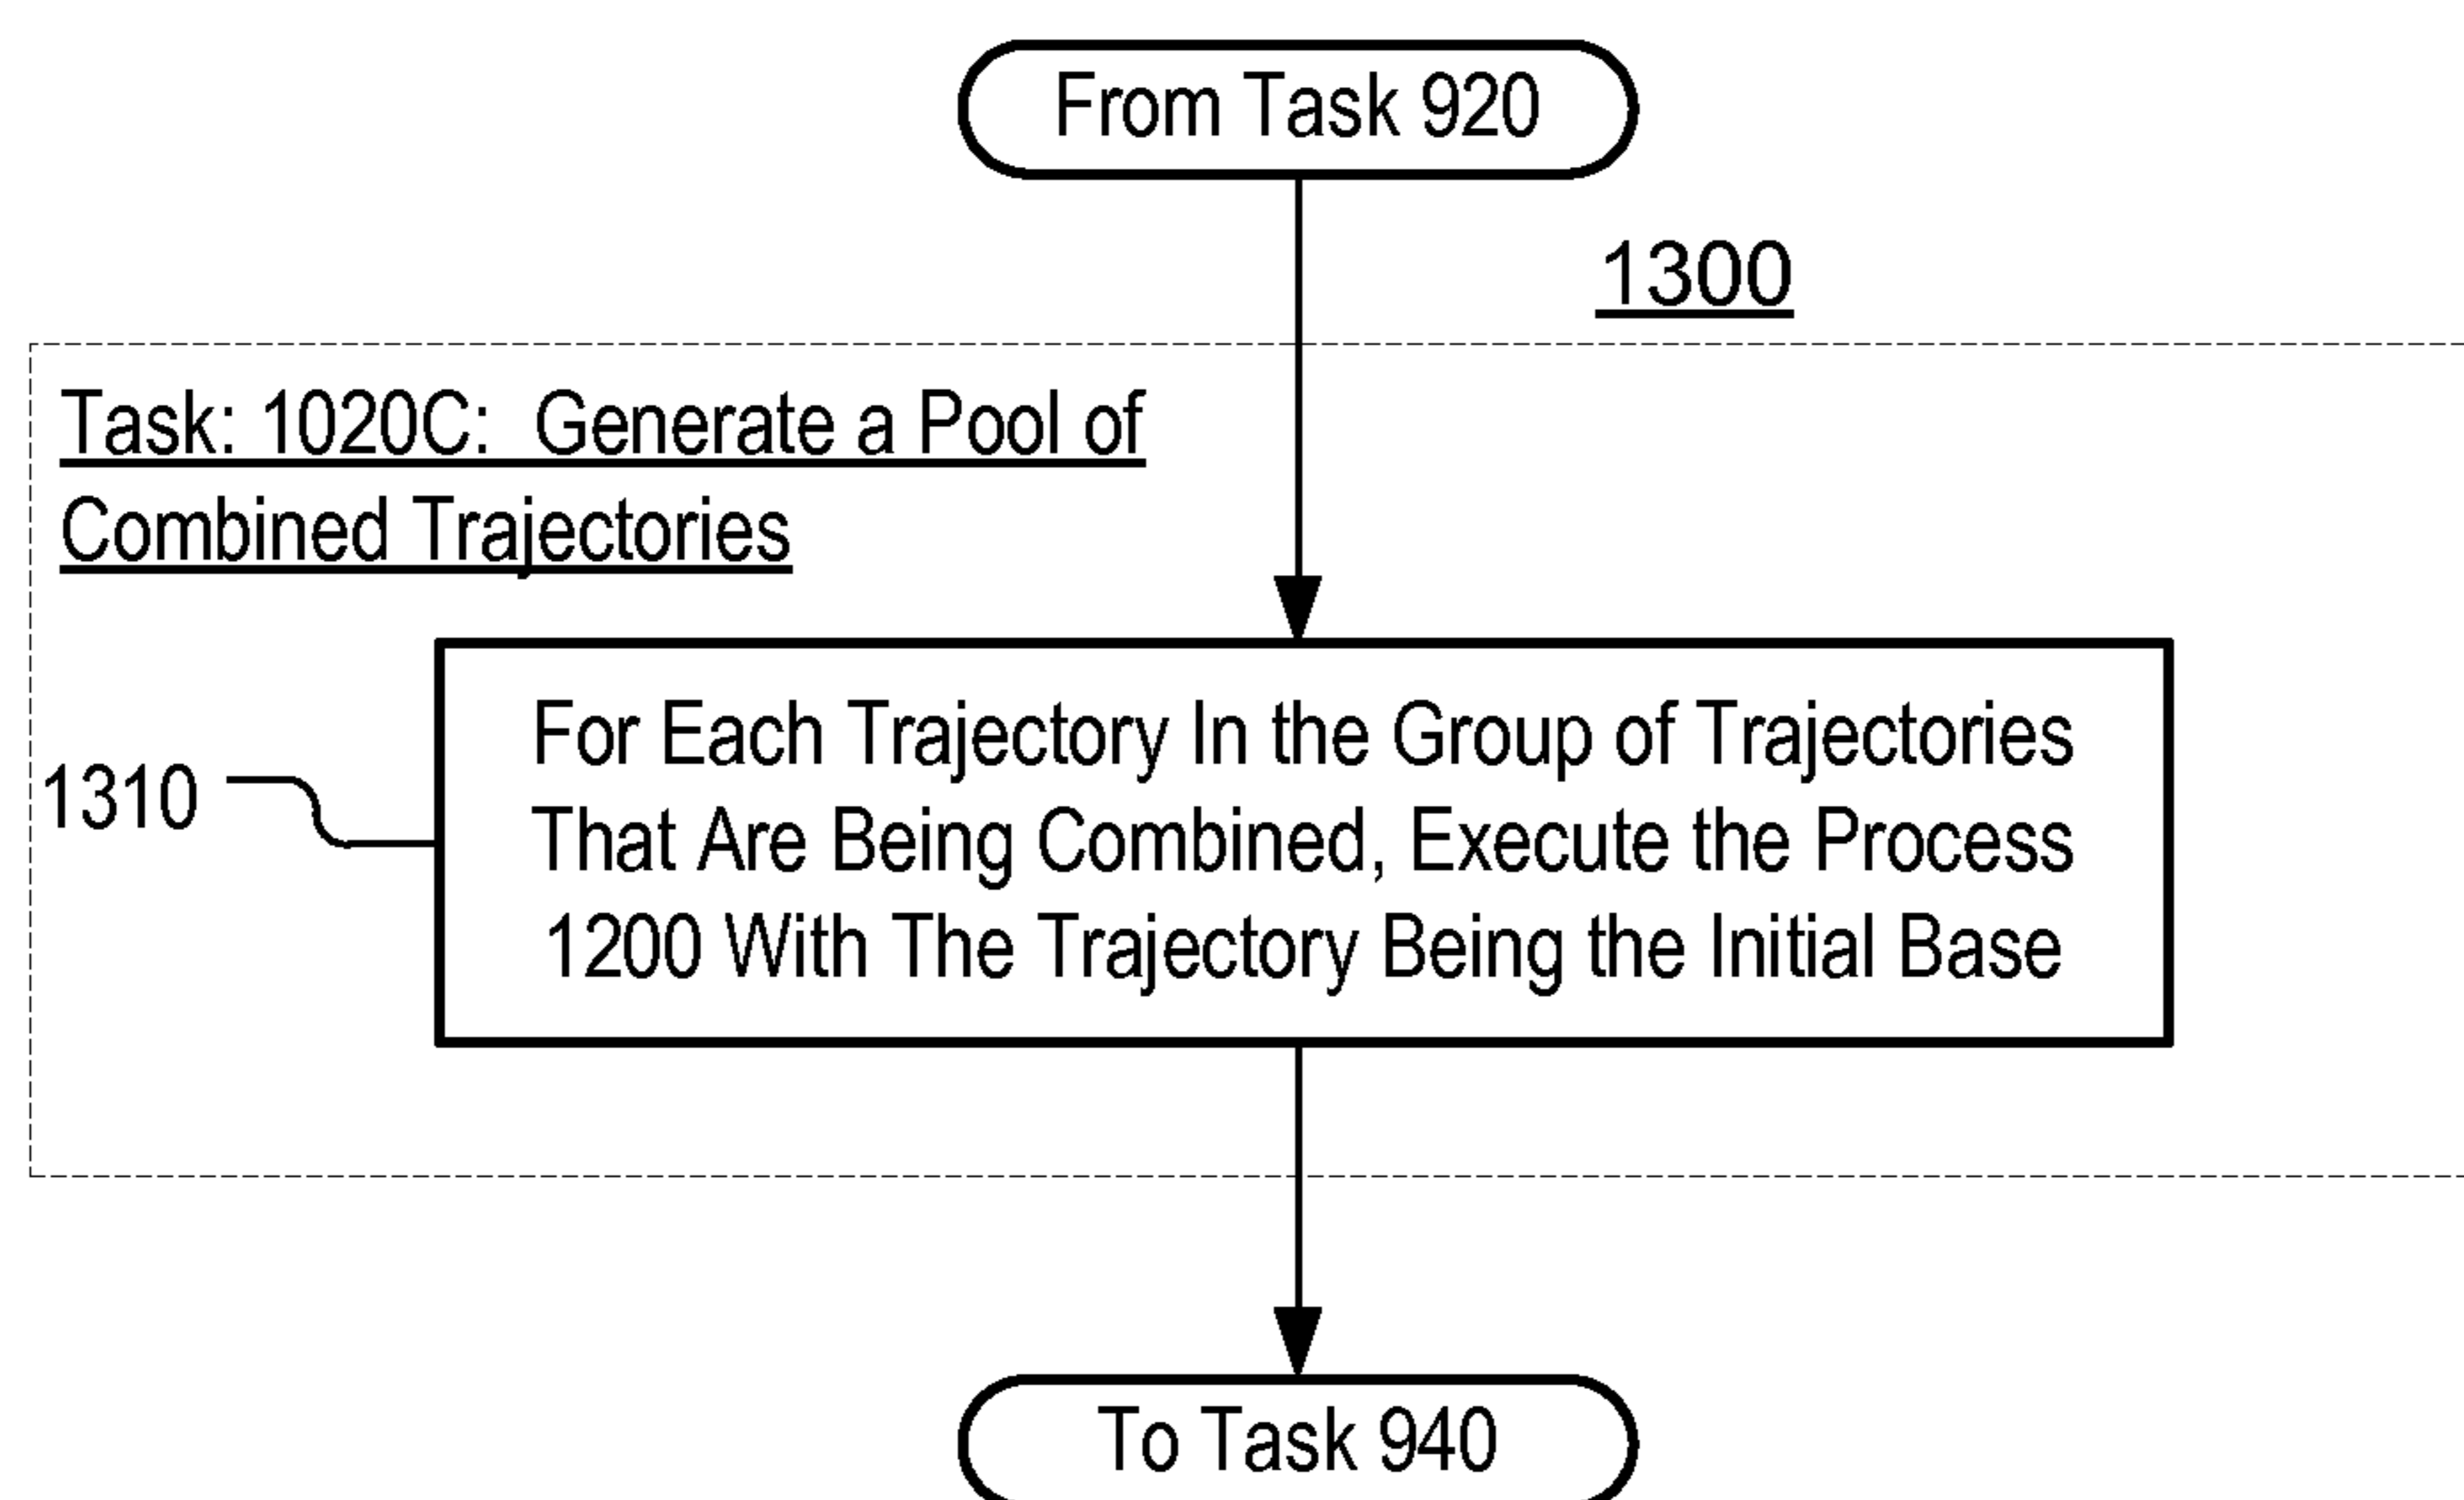 From Task 920
1300
Task: 1020C: Generate a Pool of
Combined Trajectories
For Each Trajectory In the Group of Trajectories
That Are Being Combined, Execute the Process
1200 With The Trajectory Being the Initial Base
1310
To Task 940